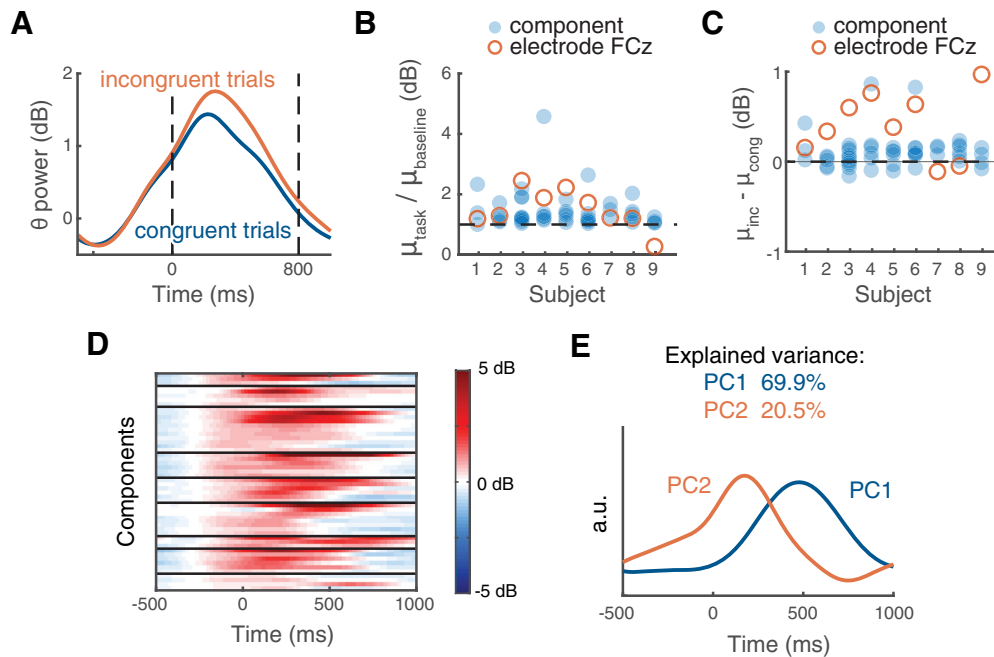 A
θ power (dB)
2
1
0
incongruent trials
congruent trials
0
800
Time (ms)
B
component
electrode FCz
μtask / μbaseline (dB)
6
4
2
0
1 2 3 4 5 6 7 8 9
Subject
C
component
electrode FCz
μinc - μcong (dB)
1
0
-1
1 2 3 4 5 6 7 8 9
Subject
D
Components
-500 0 500 1000
Time (ms)
5 dB
0 dB
-5 dB
E
Explained variance:
PC1 69.9%
PC2 20.5%
a.u.
PC2
PC1
-500 0 500 1000
Time (ms)